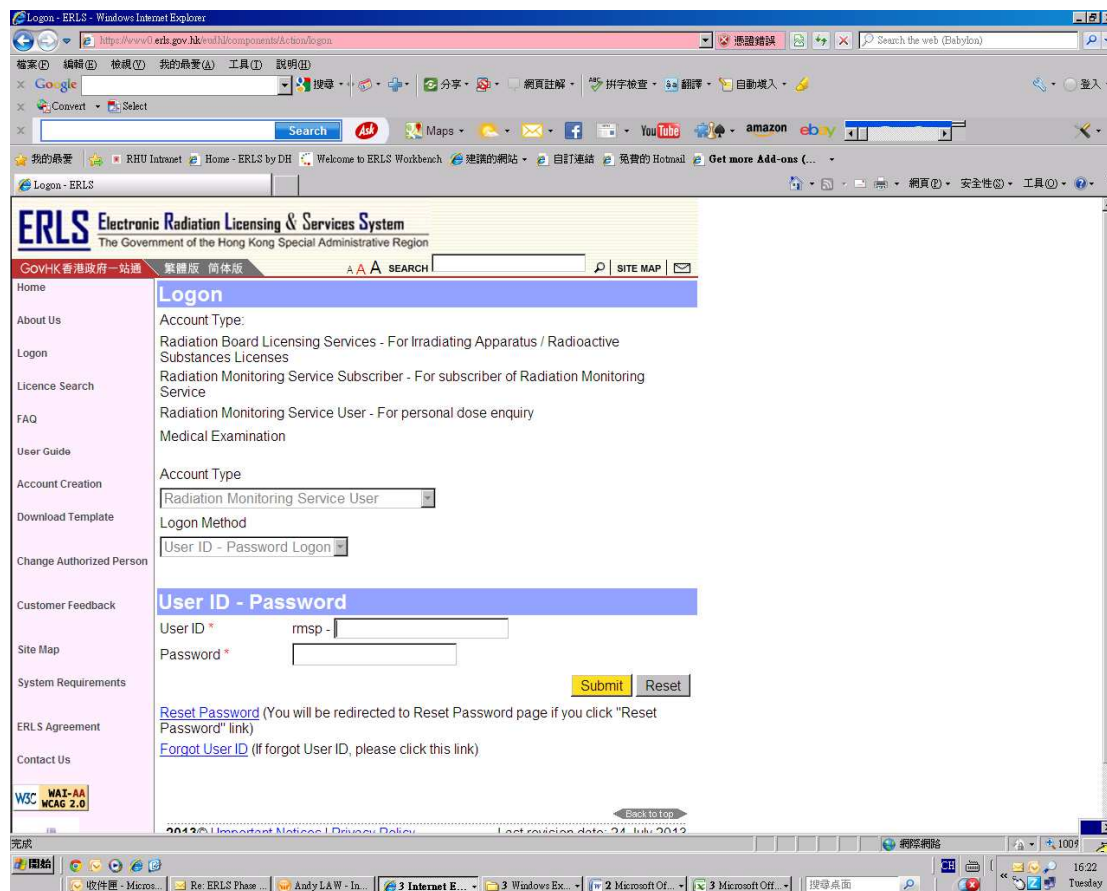 Logon - ERLS - Windows Internet Explorer
https://www0.erls.gov.hk/eodhl/components/Action/logon
憑證錯誤
Search the web (Babylon)
檔案(F) 編輯(E) 檢視(V) 我的最愛(A) 工具(T) 說明(H)
Google
搜尋
分享
網頁註解
拼字檢查
翻譯
自動填入
登入
Convert
Select
Search
Ask
Maps
YouTube
amazon
ebay
我的最愛
RHU Intranet
Home - ERLS by DH
Welcome to ERLS Workbench
建議的網站
自訂連結
免費的 Hotmail
Get more Add-ons (...
Logon - ERLS
網頁(P)
安全性(S)
工具(O)
ERLS Electronic Radiation Licensing & Services System
The Government of the Hong Kong Special Administrative Region
GovHK香港政府一站通
繁體版 简体版
A A A SEARCH
SITE MAP
Home
About Us
Logon
Licence Search
FAQ
User Guide
Account Creation
Download Template
Change Authorized Person
Customer Feedback
Site Map
System Requirements
ERLS Agreement
Contact Us
W3C WAI-AA
WCAG 2.0
Logon
Account Type:
Radiation Board Licensing Services - For Irradiating Apparatus / Radioactive
Substances Licenses
Radiation Monitoring Service Subscriber - For subscriber of Radiation Monitoring
Service
Radiation Monitoring Service User - For personal dose enquiry
Medical Examination
Account Type
Radiation Monitoring Service User
Logon Method
User ID - Password Logon
User ID - Password
User ID * rmsp -
Password *
Submit Reset
Reset Password (You will be redirected to Reset Password page if you click "Reset
Password" link)
Forgot User ID (If forgot User ID, please click this link)
Back to top
2013© | Important Notices | Privacy Policy Last revision date: 24 July 2013
完成
網際網路
開始
CH
16:22
收件匣 - Micros...
Re: ERLS Phase ...
Andy LAW - In...
3 Internet E...
3 Windows Ex...
2 Microsoft Of...
3 Microsoft Off...
搜尋桌面
Tuesday